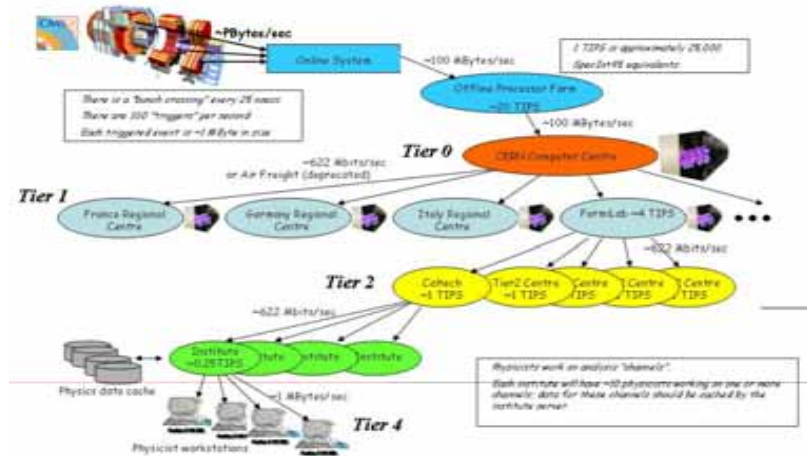 CMS
~PBytes/sec
Online System
~100 MBytes/sec
1 TIPS is approximately 25,000
SpecInt95 equivalents
Offline Processor Farm
~20 TIPS
There is a "bunch crossing" every 25 nsecs.
There are 100 "triggers" per second
Each triggered event is ~1 MByte in size
~100 MBytes/sec
Tier 0
CERN Computer Centre
~622 Mbits/sec
or Air Freight (deprecated)
Tier 1
France Regional
Centre
Germany Regional
Centre
Italy Regional
Centre
FermiLab ~4 TIPS
~622 Mbits/sec
Tier 2
Caltech
~1 TIPS
Tier2 Centre
~1 TIPS
Centre
TIPS
Centre
TIPS
Centre
TIPS
~622 Mbits/sec
Institute
~0.25TIPS
Institute
Physics data cache
~1 MBytes/sec
Physicists work on analysis "channels".
Each institute will have ~10 physicists working on one or more
channels; data for these channels should be cached by the
institute server
Physicist workstations
Tier 4